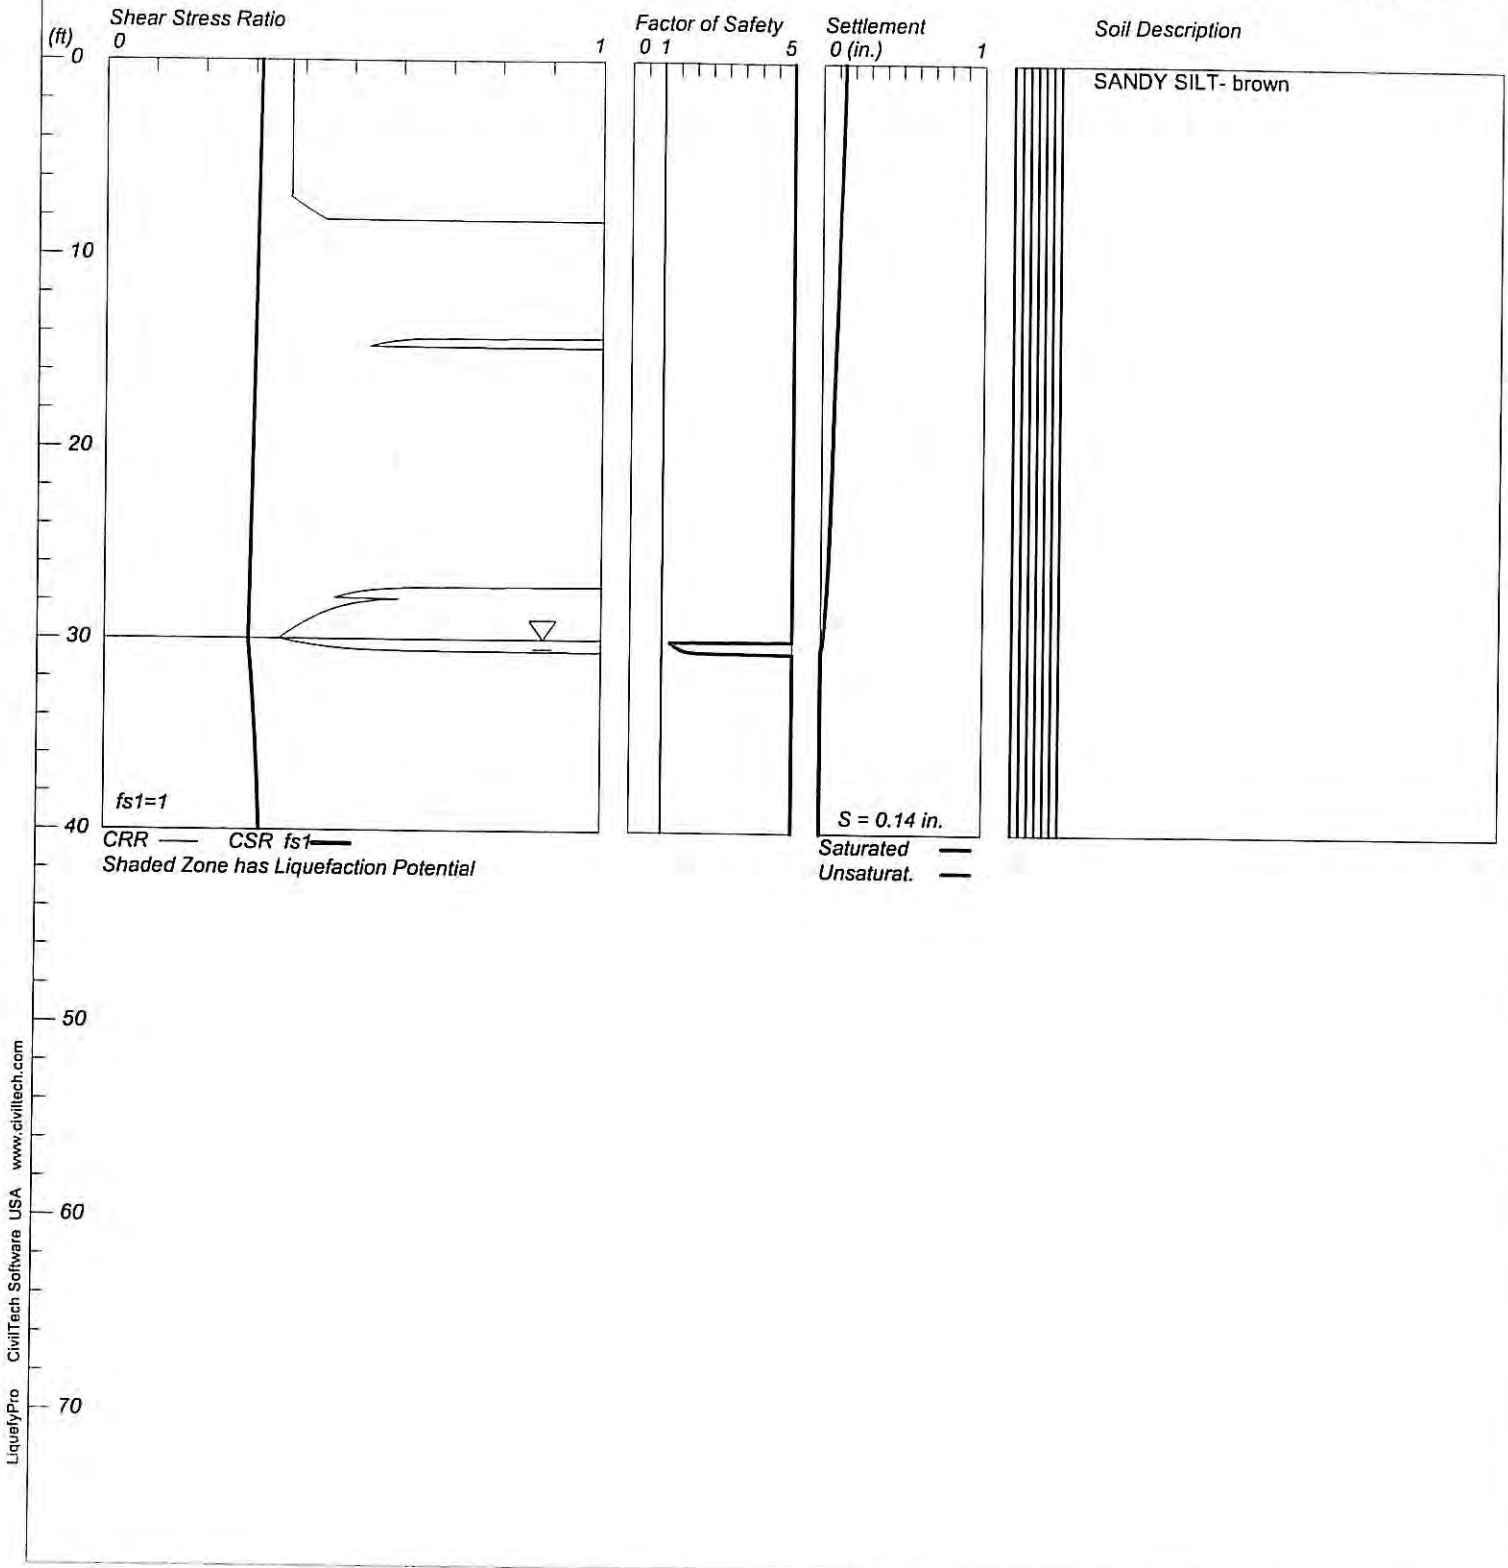 Shear Stress Ratio
Factor of Safety
Settlement
Soil Description
(ft)
0
1
0 1
5
0 (in.)
1
0
SANDY SILT- brown
10
20
30
fs1=1
S = 0.14 in.
40
CRR
CSR fs1
Shaded Zone has Liquefaction Potential
Saturated
Unsaturat.
50
60
70
LiquefyPro CivilTech Software USA www.civiltech.com